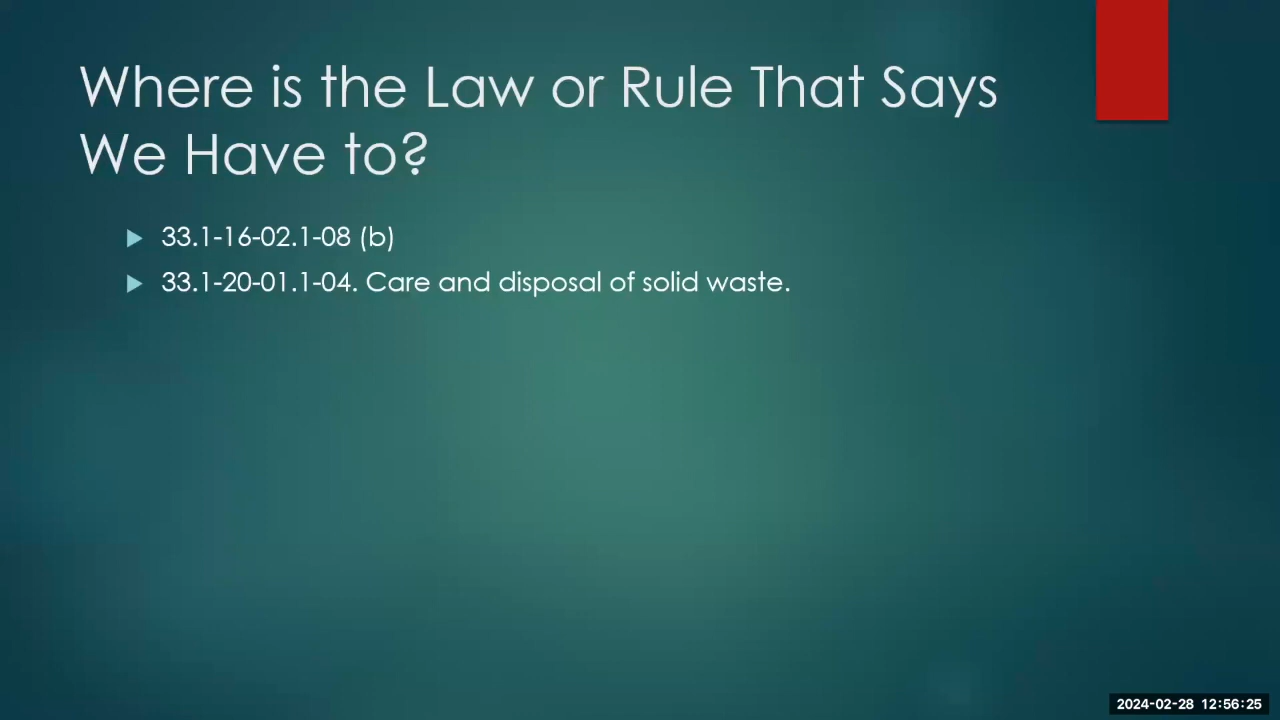 Where is the Law or Rule That Says
We Have to?
33.1-16-02.1-08 (b)
33.1-20-01.1-04. Care and disposal of solid waste.
2024-02-28 12:56:25